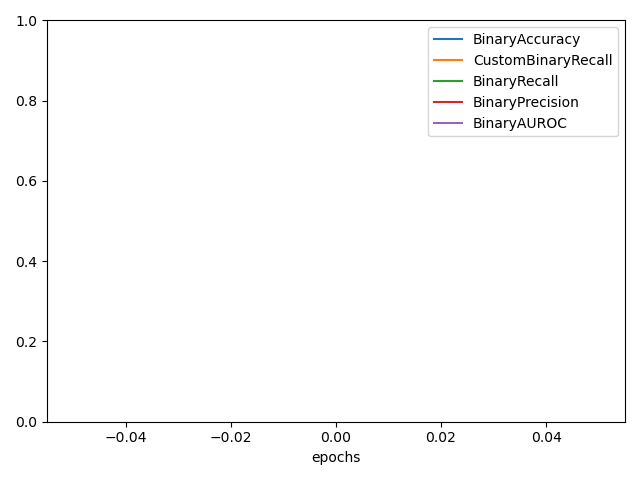 1.0
BinaryAccuracy
CustomBinaryRecall
BinaryRecall
BinaryPrecision
BinaryAUROC
0.8
0.6
0.4
0.2
0.0
−0.04 −0.02 0.00 0.02 0.04
epochs